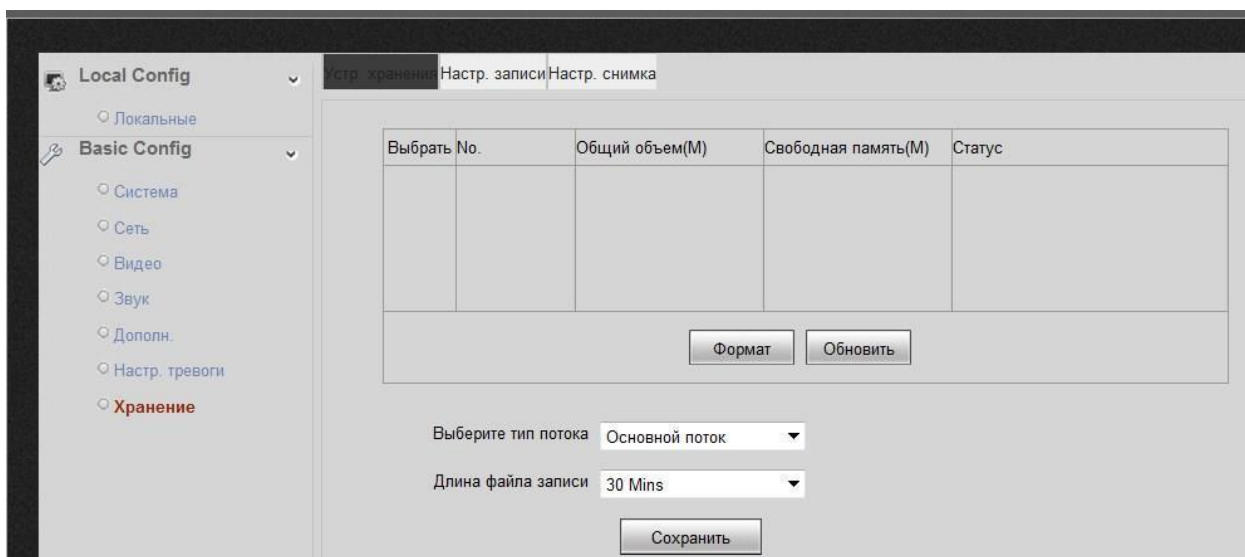 Local Config
Локальные
Basic Config
Система
Сеть
Видео
Звук
Дополн.
Настр. тревоги
Хранение
Устр. хранения Настр. записи Настр. снимка
Выбрать No. Общий объем(M) Свободная память(M) Статус
Формат Обновить
Выберите тип потока Основной поток
Длина файла записи 30 Mins
Сохранить